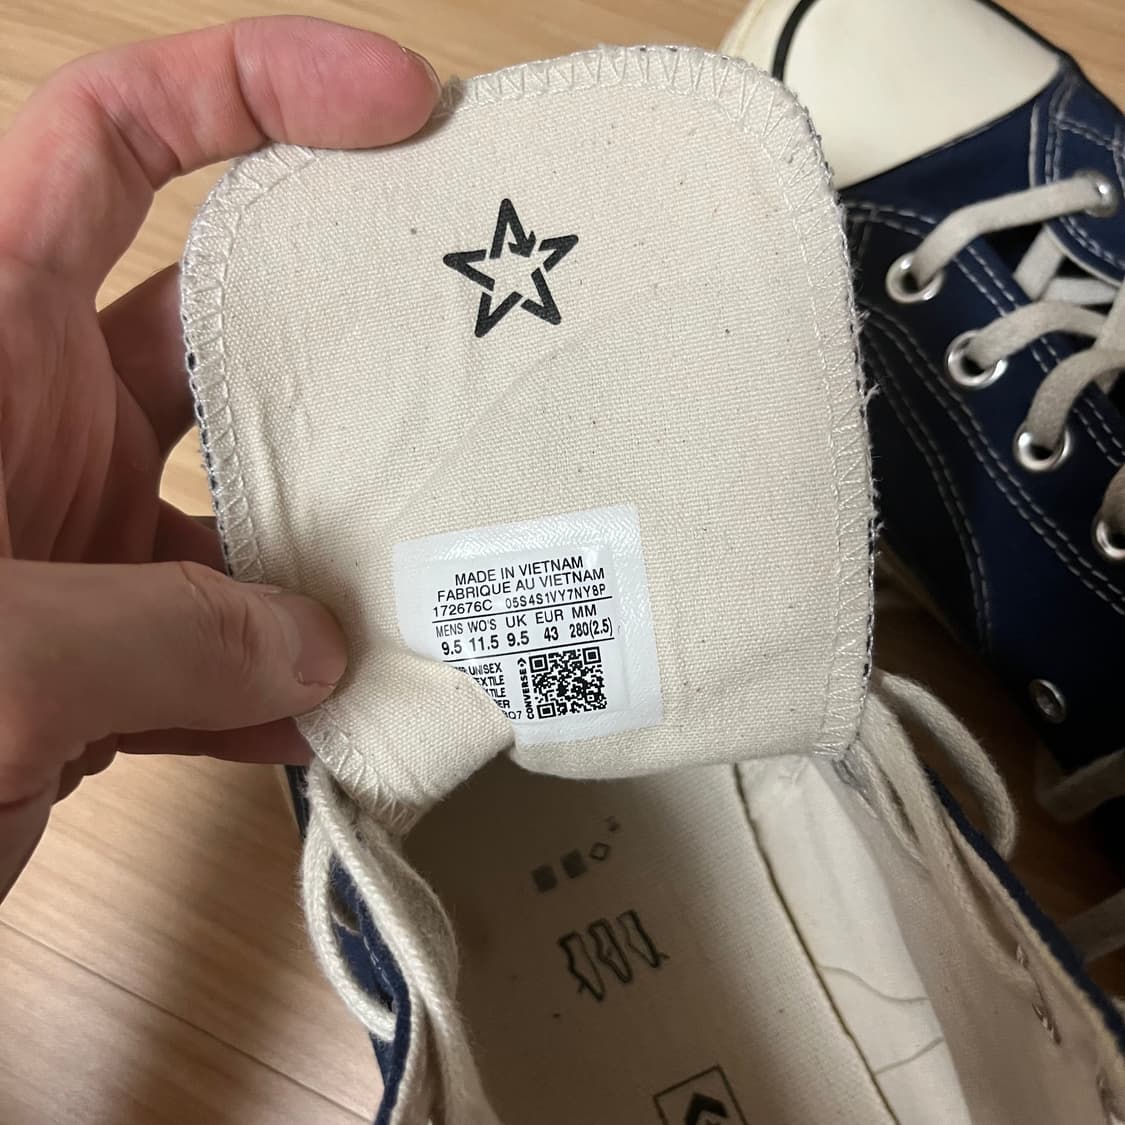 MADE IN VIETNAM
FABRIQUE AU VIETNAM
172676C 05S4S1VY7NY8P
MENS WO'S UK EUR MM
9.5 11.5 9.5 43 280(2.5)
UNISEX
CONVERSE